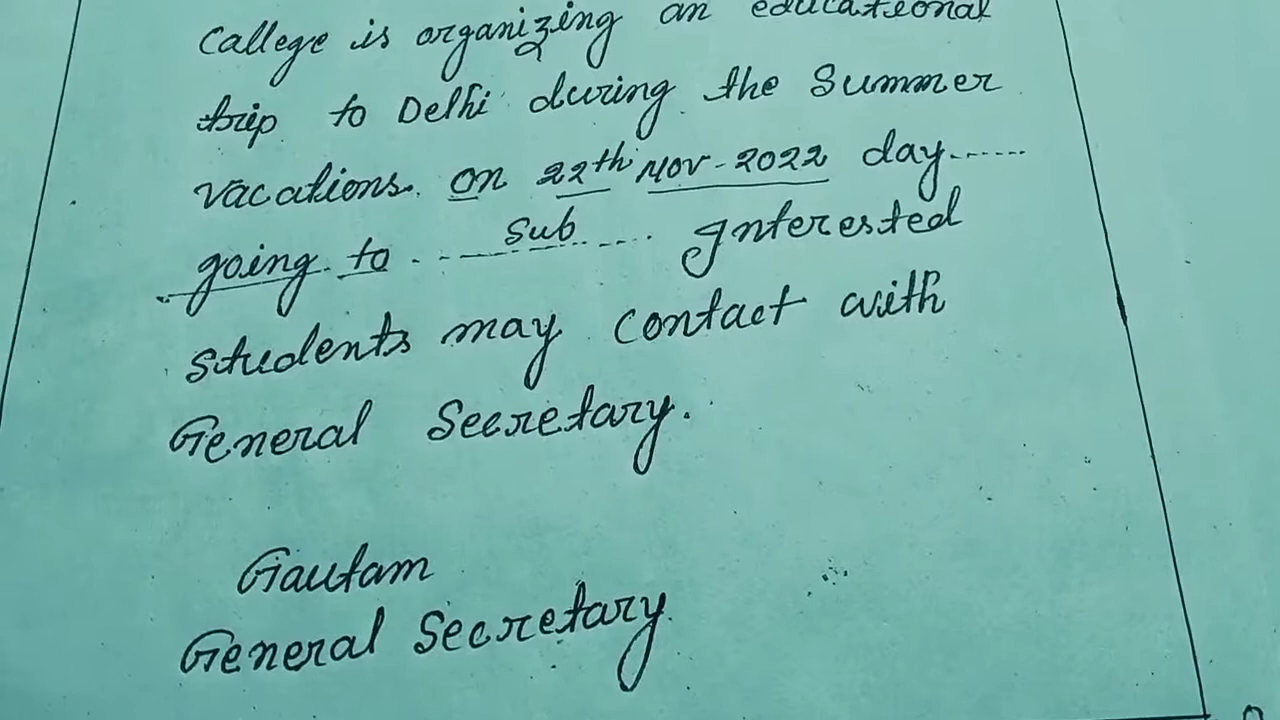 Callege is organizing an educational
trip to Delhi during the Summer
vacations. on 22th Nov-2022 day.......
going to ........ Sub ........ Interested
students may contact with
General Secretary.
Gautam
General Secretary